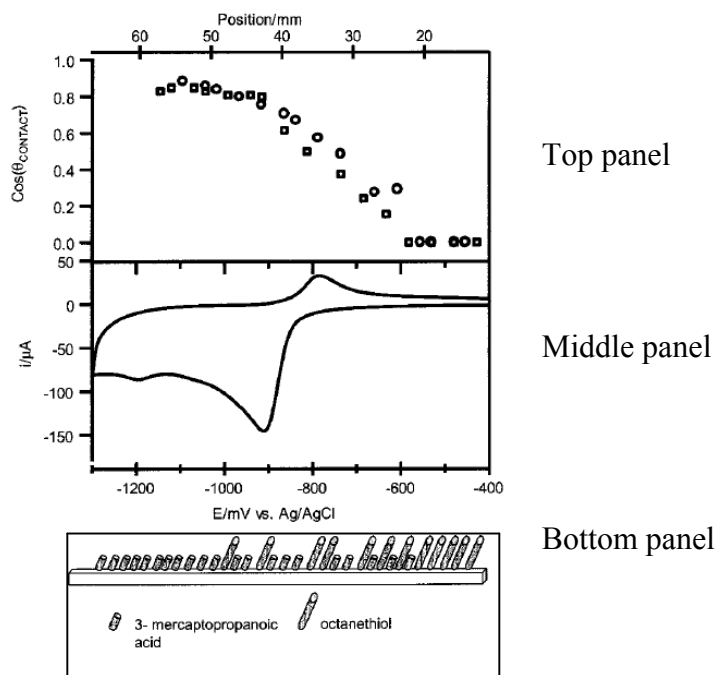 Position/mm
60 50 40 30 20
1.0
0.8
0.6
0.4
0.2
0.0
Cos(θCONTACT)
Top panel
50
0
-50
-100
-150
i/µA
Middle panel
-1200 -1000 -800 -600 -400
E/mV vs. Ag/AgCl
Bottom panel
3- mercaptopropanoic
acid
octanethiol